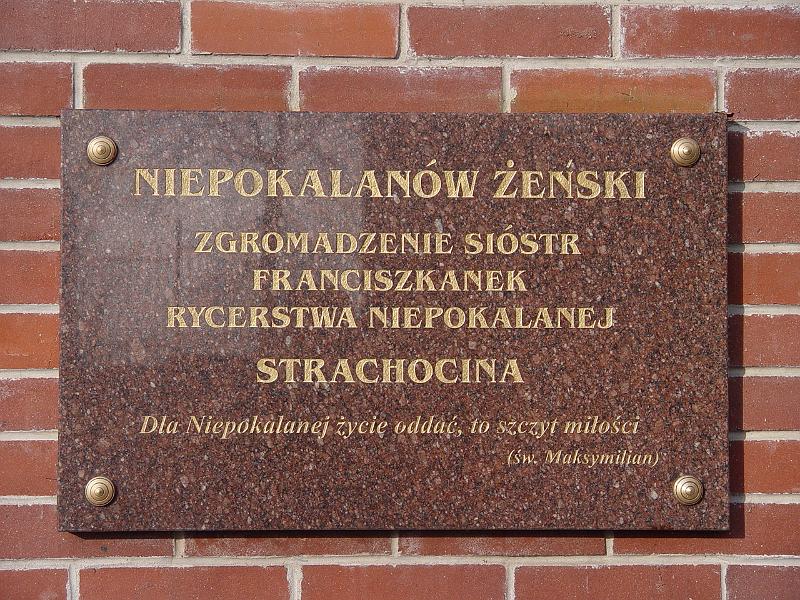 NIEPOKALANÓW ŻEŃSKI
ZGROMADZENIE SIÓSTR
FRANCISZKANEK
RYCERSTWA NIEPOKALANEJ
STRACHOCINA
Dla Niepokalanej życie oddać, to szczyt miłości
(św. Maksymilian)